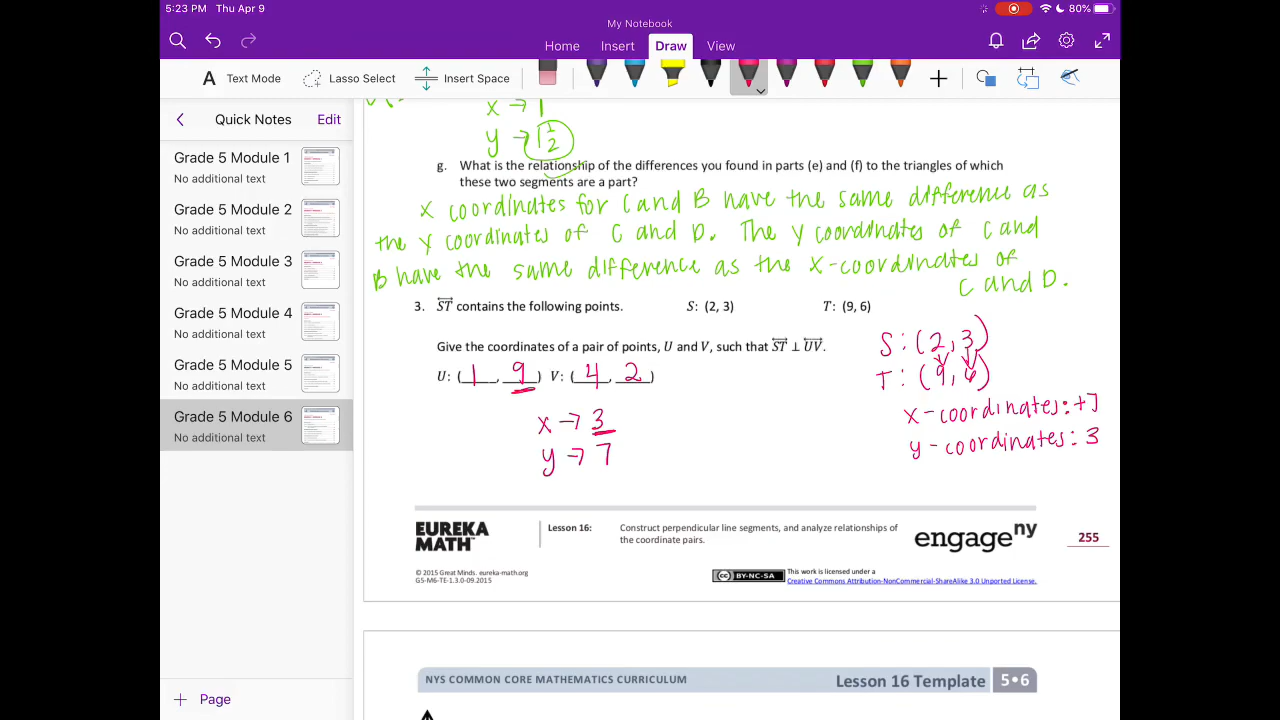 5:23 PM Thu Apr 9
80%
My Notebook
Home Insert Draw View
A Text Mode Lasso Select Insert Space
Quick Notes Edit
Grade 5 Module 1
No additional text
Grade 5 Module 2
No additional text
Grade 5 Module 3
No additional text
Grade 5 Module 4
No additional text
Grade 5 Module 5
No additional text
Grade 5 Module 6
No additional text
+ Page
x → 1
y → 1 1/2
g. What is the relationship of the differences you found in parts (e) and (f) to the triangles of which
these two segments are a part?
X coordinates for C and B have the same difference as
the Y coordinates of C and D. The Y coordinates of C and
B have the same difference as the X-coordinates of
C and D.
3. ST contains the following points. S: (2, 3) T: (9, 6)
Give the coordinates of a pair of points, U and V, such that ST ⊥ UV.
U: (1, 9) V: (4, 2)
x → 3
y → 7
S: (2, 3)
T: (9, 6)
x-coordinates: +7
y-coordinates: 3
EUREKA
MATH™
Lesson 16: Construct perpendicular line segments, and analyze relationships of
the coordinate pairs.
engageny
255
© 2015 Great Minds. eureka-math.org
G5-M6-TE-1.3.0-09.2015
CC BY-NC-SA
This work is licensed under a
Creative Commons Attribution-NonCommercial-ShareAlike 3.0 Unported License.
NYS COMMON CORE MATHEMATICS CURRICULUM Lesson 16 Template 5•6